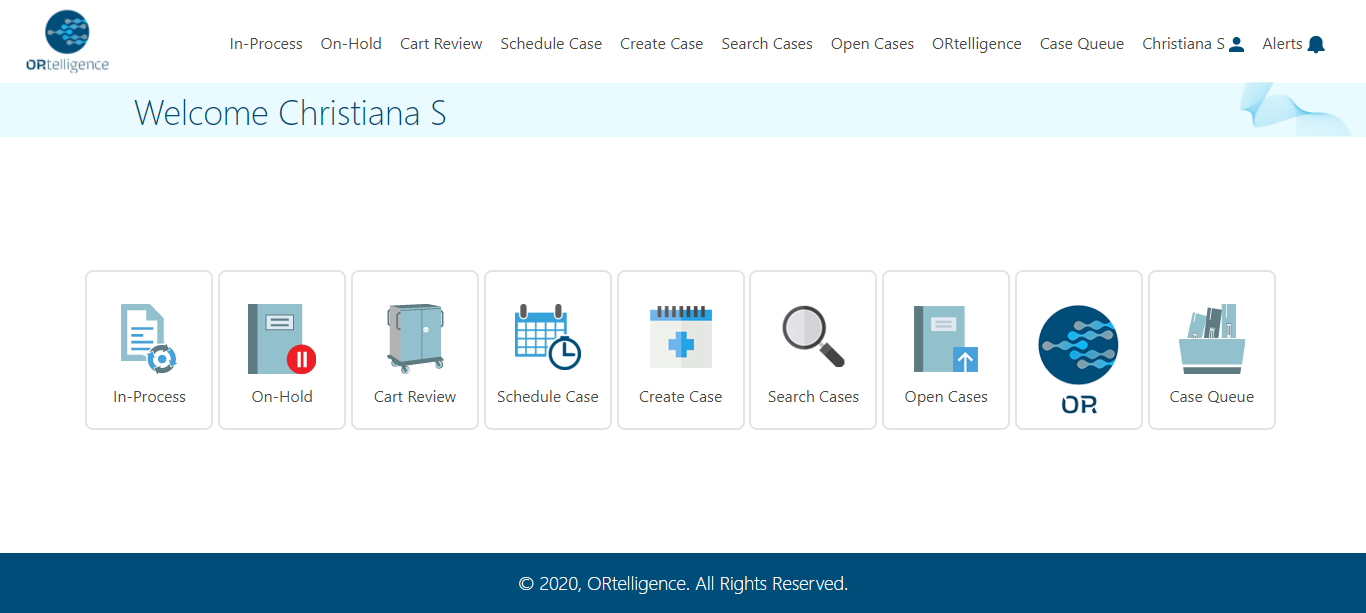 ORtelligence
In-Process On-Hold Cart Review Schedule Case Create Case Search Cases Open Cases ORtelligence Case Queue Christiana S Alerts
Welcome Christiana S
In-Process
On-Hold
Cart Review
Schedule Case
Create Case
Search Cases
Open Cases
OR
Case Queue
© 2020, ORtelligence. All Rights Reserved.